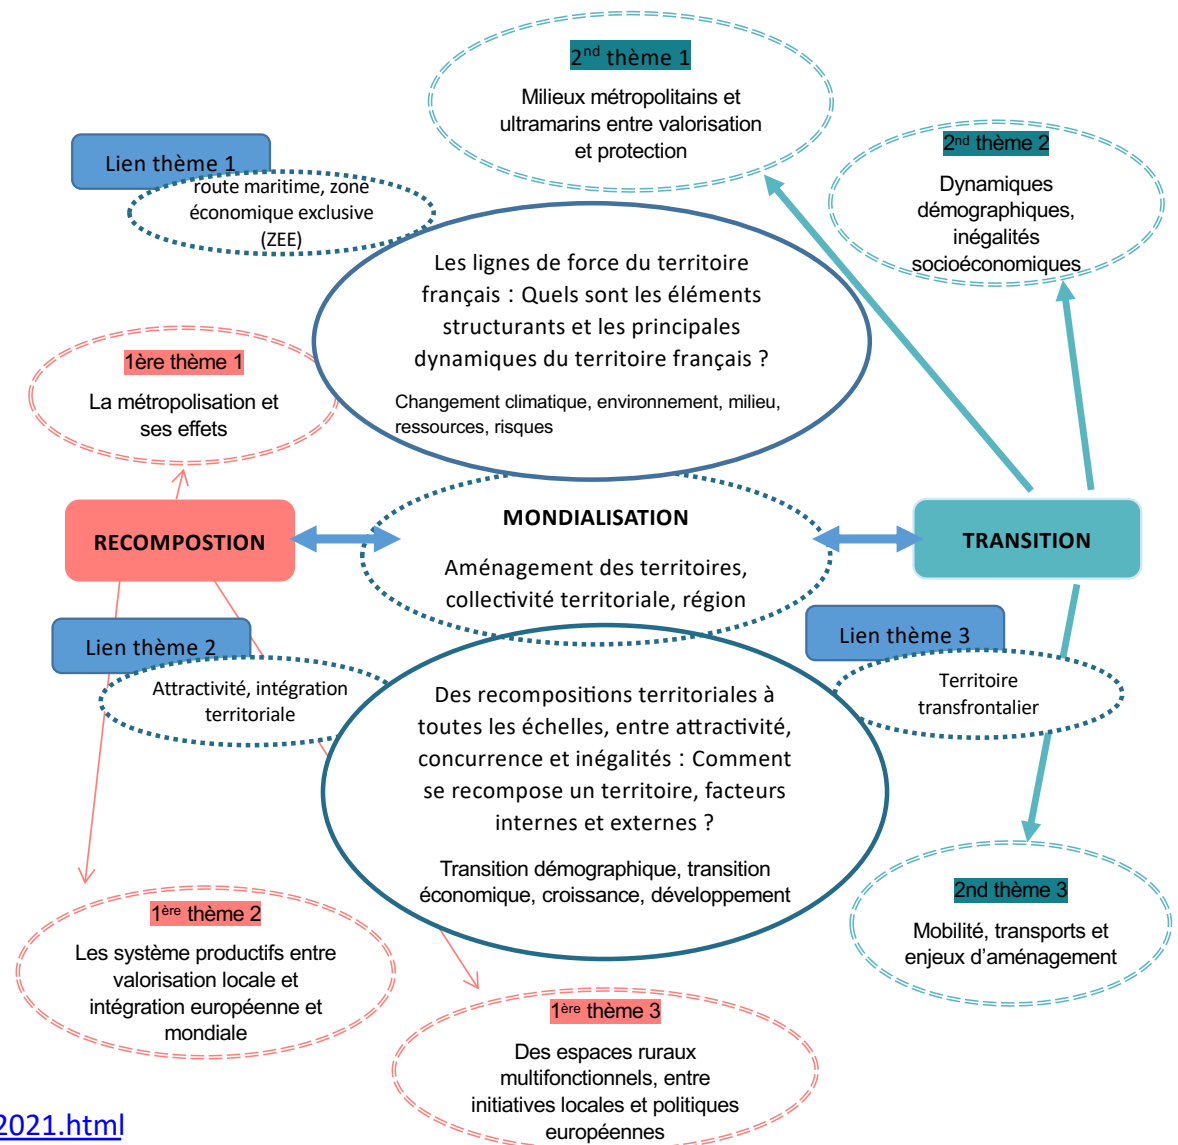 2nd thème 1
Milieux métropolitains et
ultramarins entre valorisation
et protection
Lien thème 1
route maritime, zone
économique exclusive
(ZEE)
2nd thème 2
Dynamiques
démographiques,
inégalités
socioéconomiques
Les lignes de force du territoire
français : Quels sont les éléments
structurants et les principales
dynamiques du territoire français ?
Changement climatique, environnement, milieu,
ressources, risques
1ère thème 1
La métropolisation et
ses effets
RECOMPOSTION
MONDIALISATION
Aménagement des territoires,
collectivité territoriale, région
TRANSITION
Lien thème 2
Attractivité, intégration
territoriale
Lien thème 3
Territoire
transfrontalier
Des recompositions territoriales à
toutes les échelles, entre attractivité,
concurrence et inégalités : Comment
se recompose un territoire, facteurs
internes et externes ?
Transition démographique, transition
économique, croissance, développement
1ère thème 2
Les système productifs entre
valorisation locale et
intégration européenne et
mondiale
2nd thème 3
Mobilité, transports et
enjeux d’aménagement
1ère thème 3
Des espaces ruraux
multifonctionnels, entre
initiatives locales et politiques
européennes
2021.html